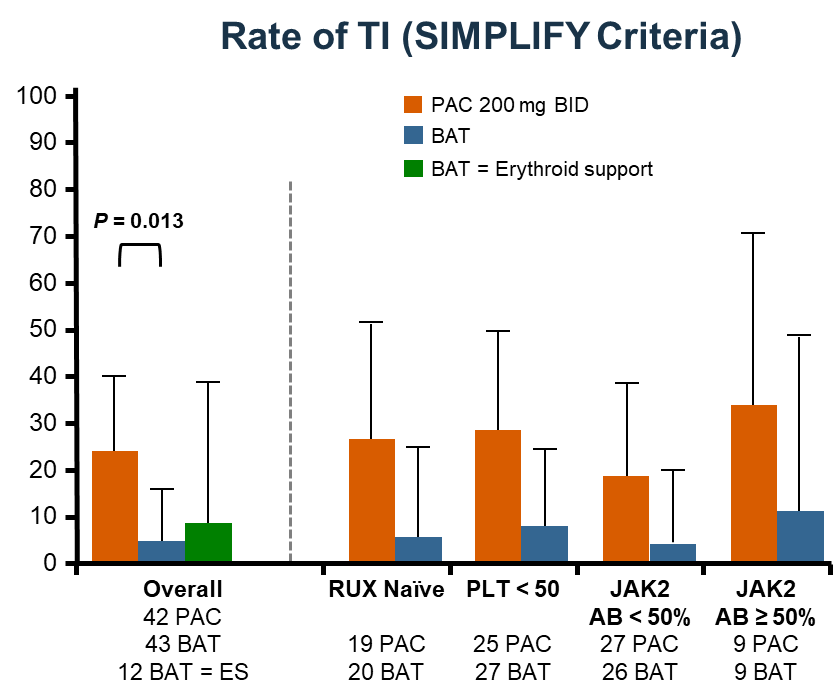 Rate of TI (SIMPLIFY Criteria)
PAC 200 mg BID
BAT
BAT = Erythroid support
100
90
80
70
60
50
40
30
20
10
0
P = 0.013
Overall
42 PAC
43 BAT
12 BAT = ES
RUX Naïve
19 PAC
20 BAT
PLT < 50
25 PAC
27 BAT
JAK2
AB < 50%
27 PAC
26 BAT
JAK2
AB ≥ 50%
9 PAC
9 BAT